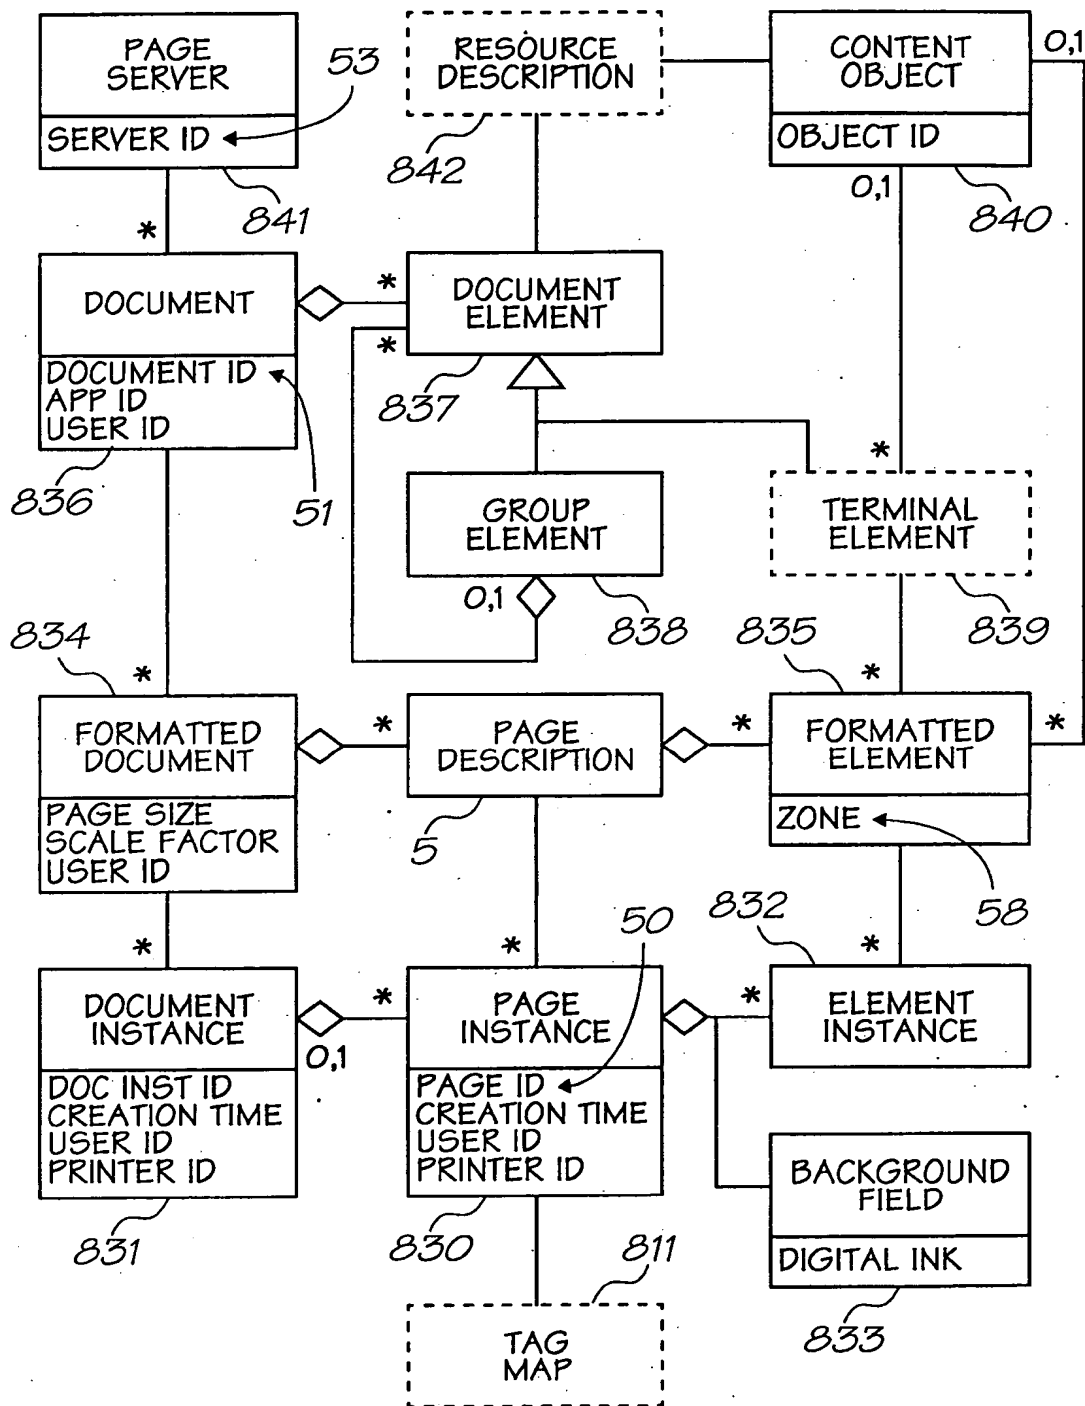 PAGE
SERVER
SERVER ID
53
841
*
RESOURCE
DESCRIPTION
842
CONTENT
OBJECT
OBJECT ID
0,1
0,1
840
DOCUMENT
DOCUMENT ID
APP ID
USER ID
836
51
*
*
DOCUMENT
ELEMENT
837
GROUP
ELEMENT
0,1
838
*
TERMINAL
ELEMENT
839
834
*
FORMATTED
DOCUMENT
PAGE SIZE
SCALE FACTOR
USER ID
*
PAGE
DESCRIPTION
5
835
*
*
*
FORMATTED
ELEMENT
ZONE
58
*
DOCUMENT
INSTANCE
DOC INST ID
CREATION TIME
USER ID
PRINTER ID
831
0,1
*
*
50
PAGE
INSTANCE
PAGE ID
CREATION TIME
USER ID
PRINTER ID
830
832
*
*
ELEMENT
INSTANCE
BACKGROUND
FIELD
DIGITAL INK
833
811
TAG
MAP